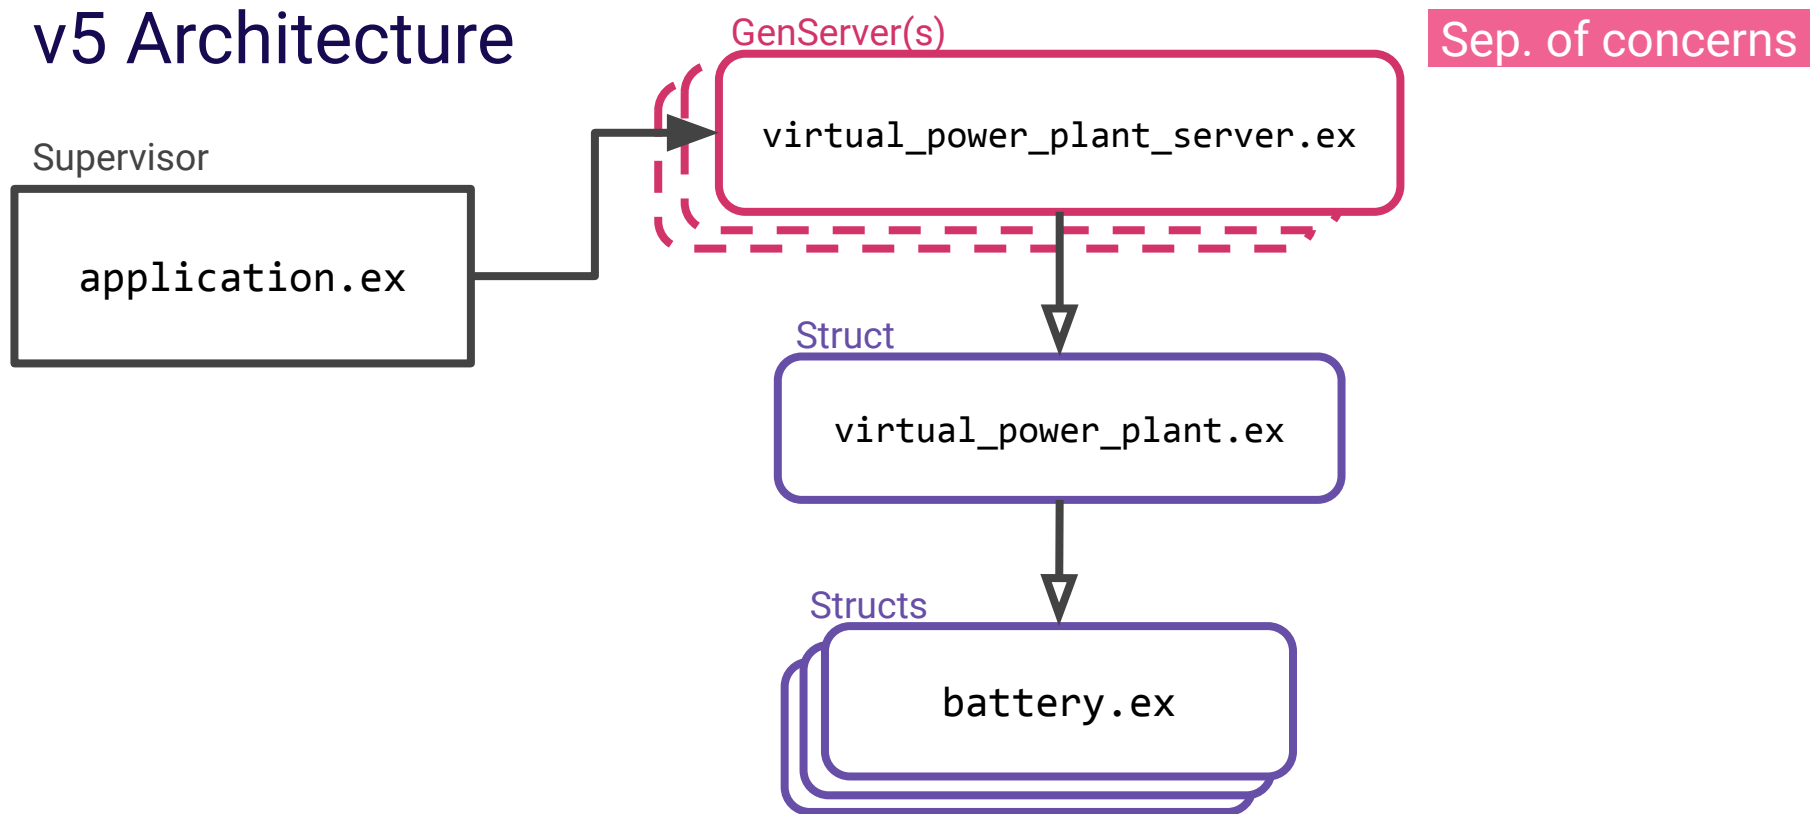 v5 Architecture
GenServer(s)
Sep. of concerns
virtual_power_plant_server.ex
Supervisor
application.ex
Struct
virtual_power_plant.ex
Structs
battery.ex